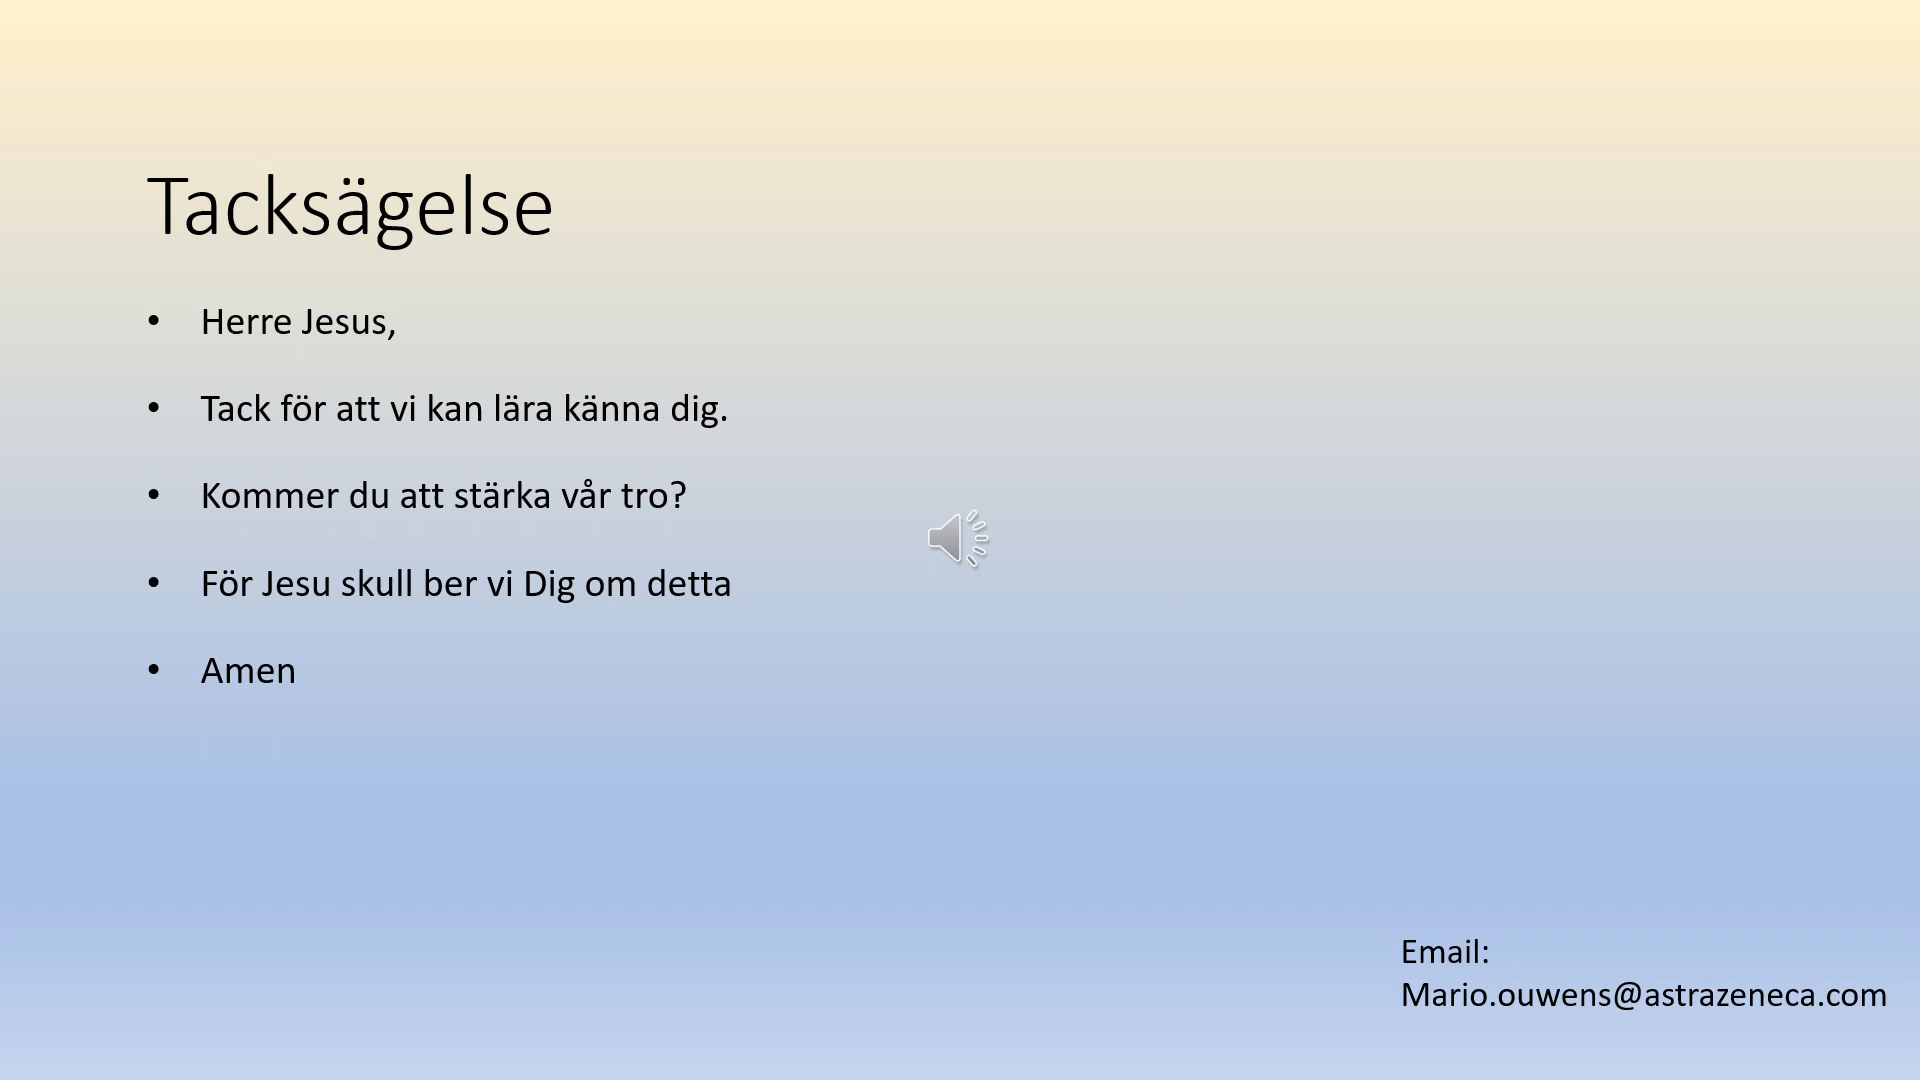 Tacksägelse
• Herre Jesus,
• Tack för att vi kan lära känna dig.
• Kommer du att stärka vår tro?
• För Jesu skull ber vi Dig om detta
• Amen
Email:
Mario.ouwens@astrazeneca.com